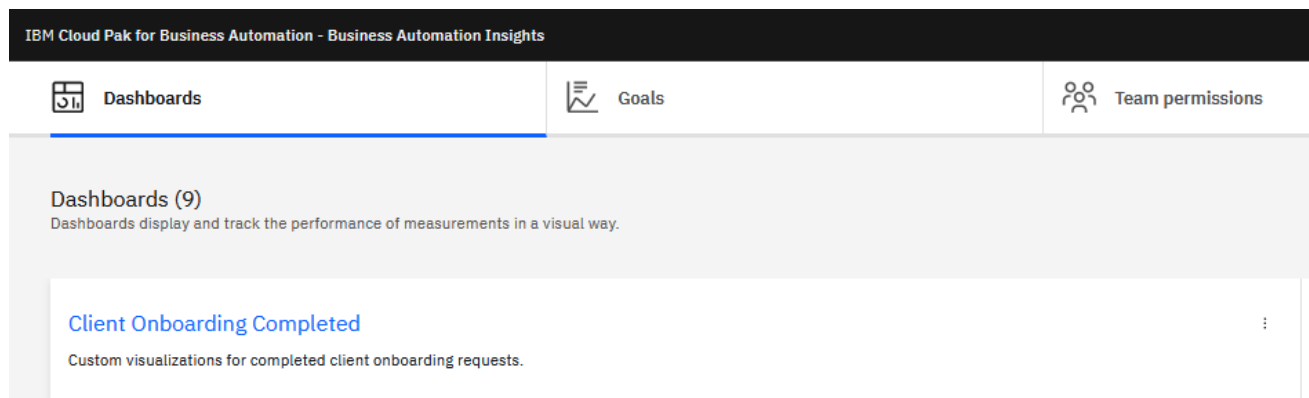 IBM Cloud Pak for Business Automation - Business Automation Insights
Dashboards
Goals
Team permissions
Dashboards (9)
Dashboards display and track the performance of measurements in a visual way.
Client Onboarding Completed
Custom visualizations for completed client onboarding requests.